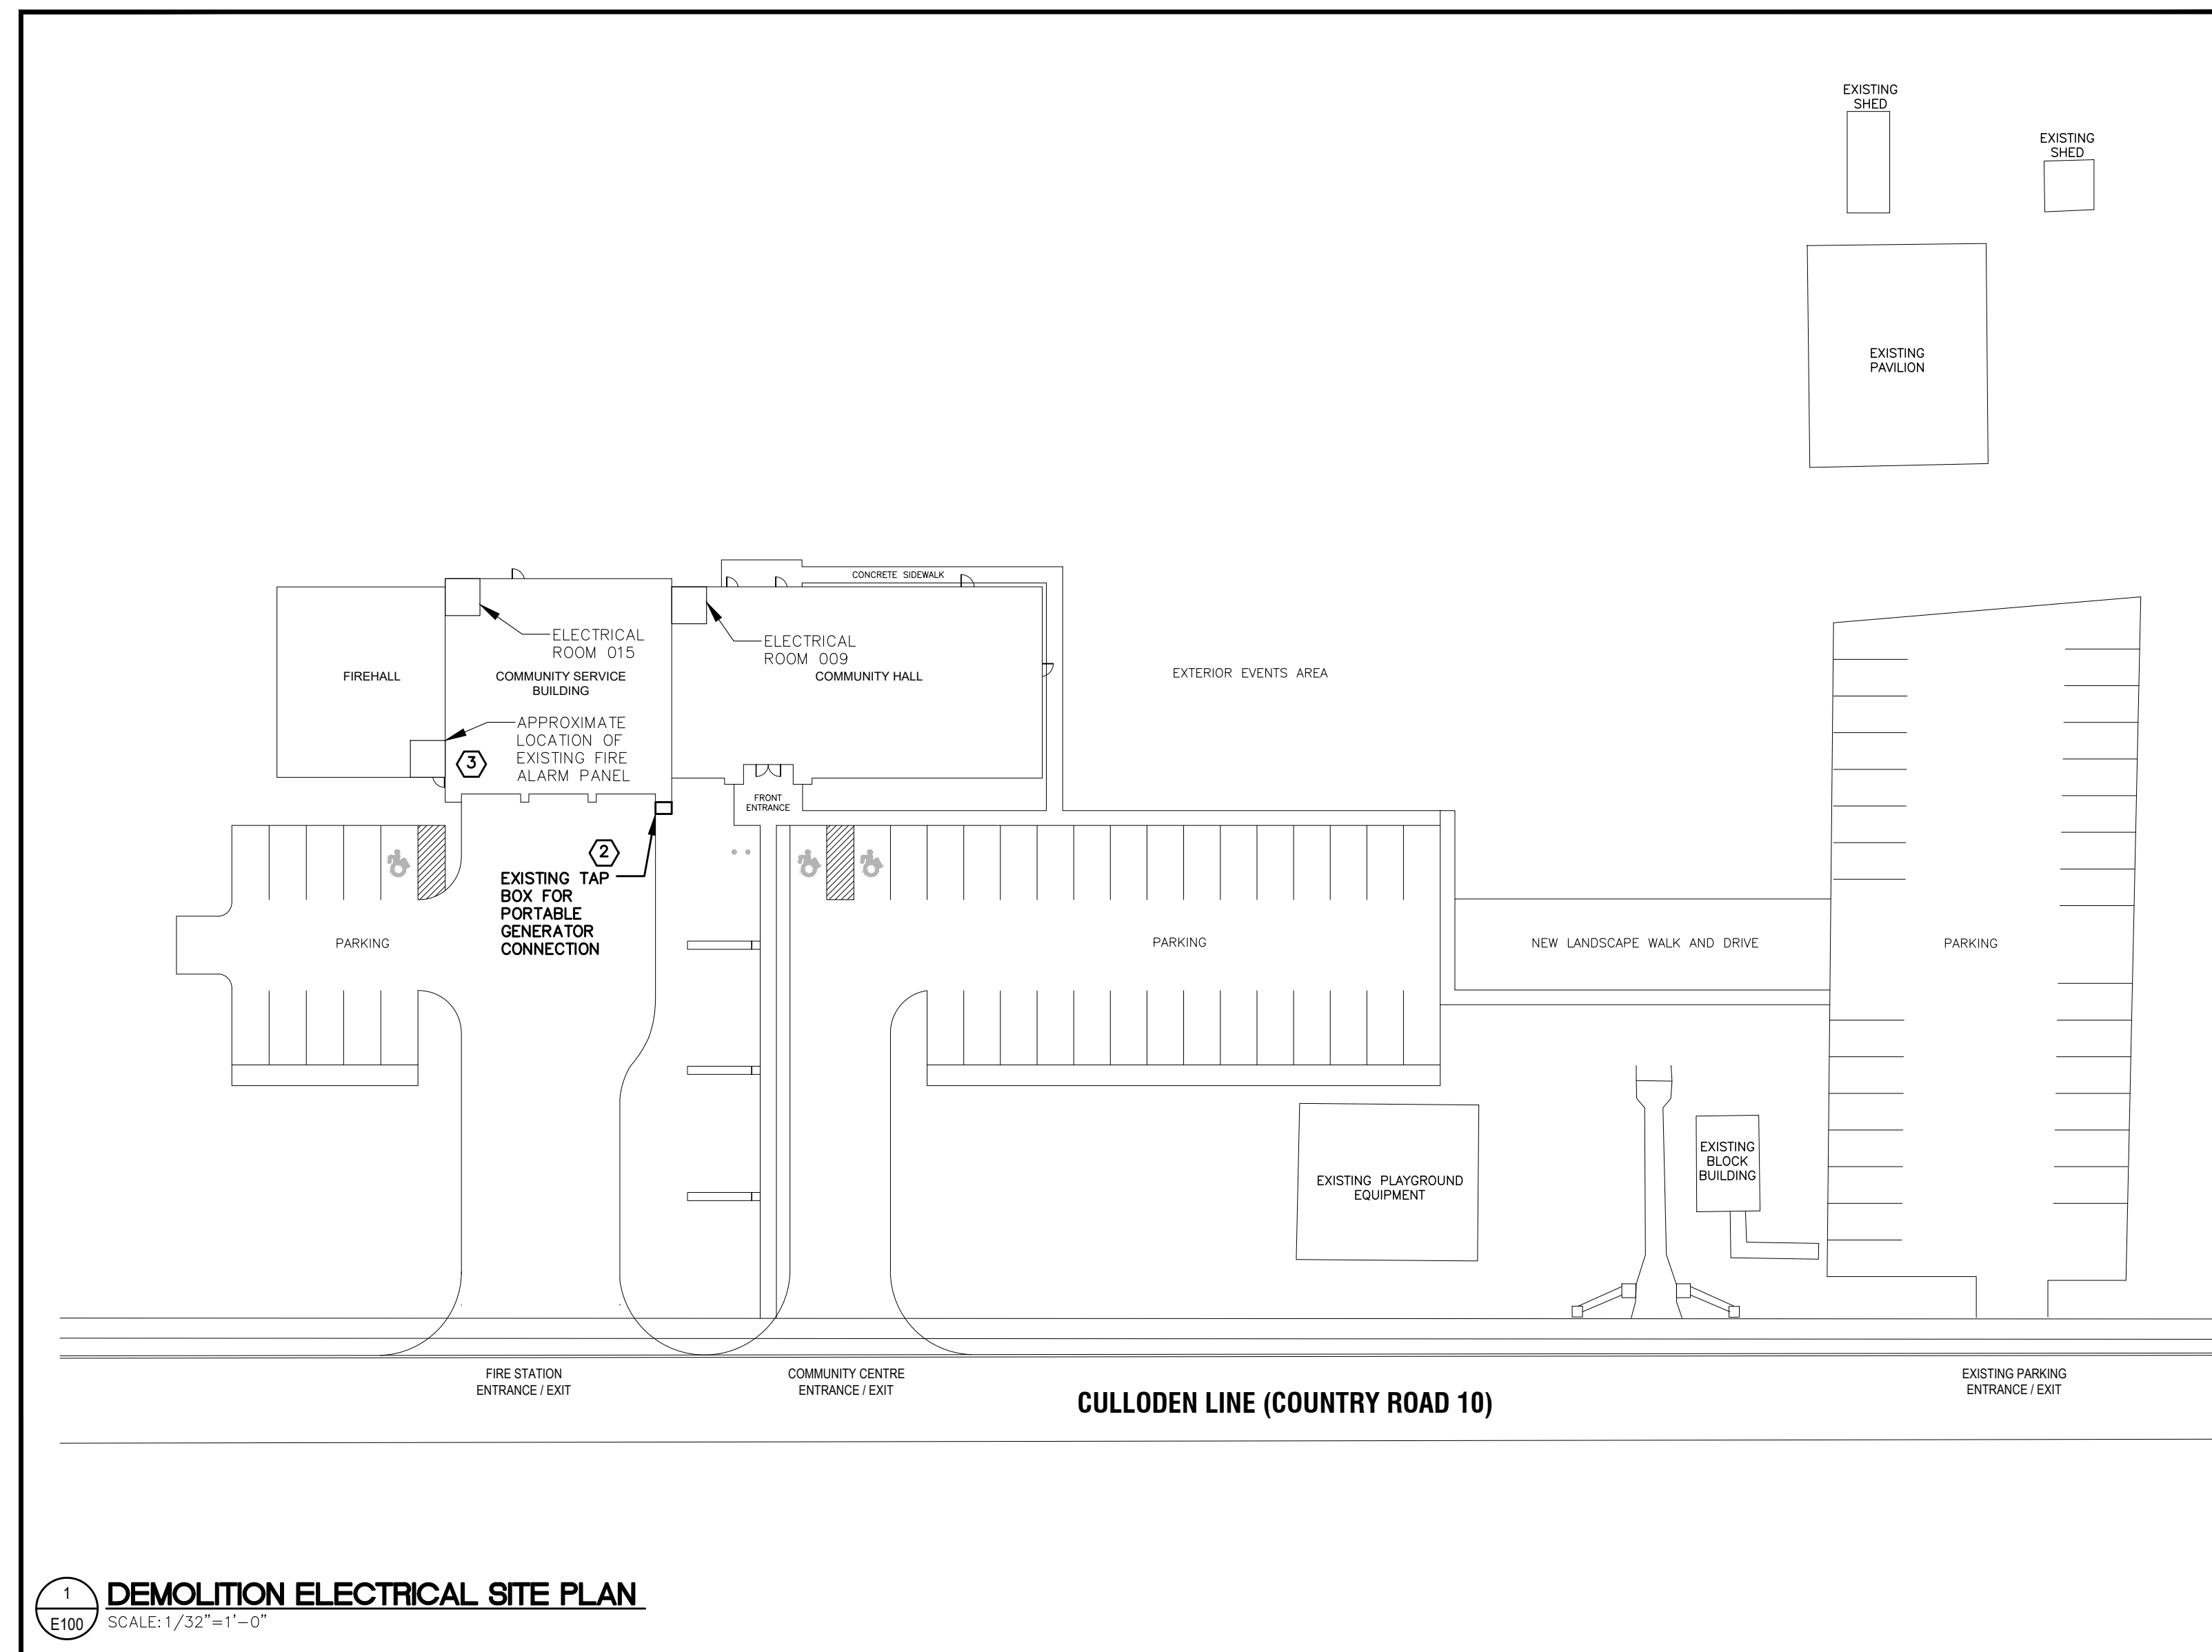 EXISTING
SHED
EXISTING
SHED
EXISTING
PAVILION
CONCRETE SIDEWALK
ELECTRICAL
ROOM 015
ELECTRICAL
ROOM 009
FIREHALL
COMMUNITY SERVICE
BUILDING
COMMUNITY HALL
EXTERIOR EVENTS AREA
APPROXIMATE
LOCATION OF
EXISTING FIRE
ALARM PANEL
3
FRONT
ENTRANCE
2
EXISTING TAP
BOX FOR
PORTABLE
GENERATOR
CONNECTION
PARKING
PARKING
NEW LANDSCAPE WALK AND DRIVE
PARKING
EXISTING
BLOCK
BUILDING
EXISTING PLAYGROUND
EQUIPMENT
FIRE STATION
ENTRANCE / EXIT
COMMUNITY CENTRE
ENTRANCE / EXIT
EXISTING PARKING
ENTRANCE / EXIT
CULLODEN LINE (COUNTRY ROAD 10)
1
E100
DEMOLITION ELECTRICAL SITE PLAN
SCALE: 1/32"=1'-0"